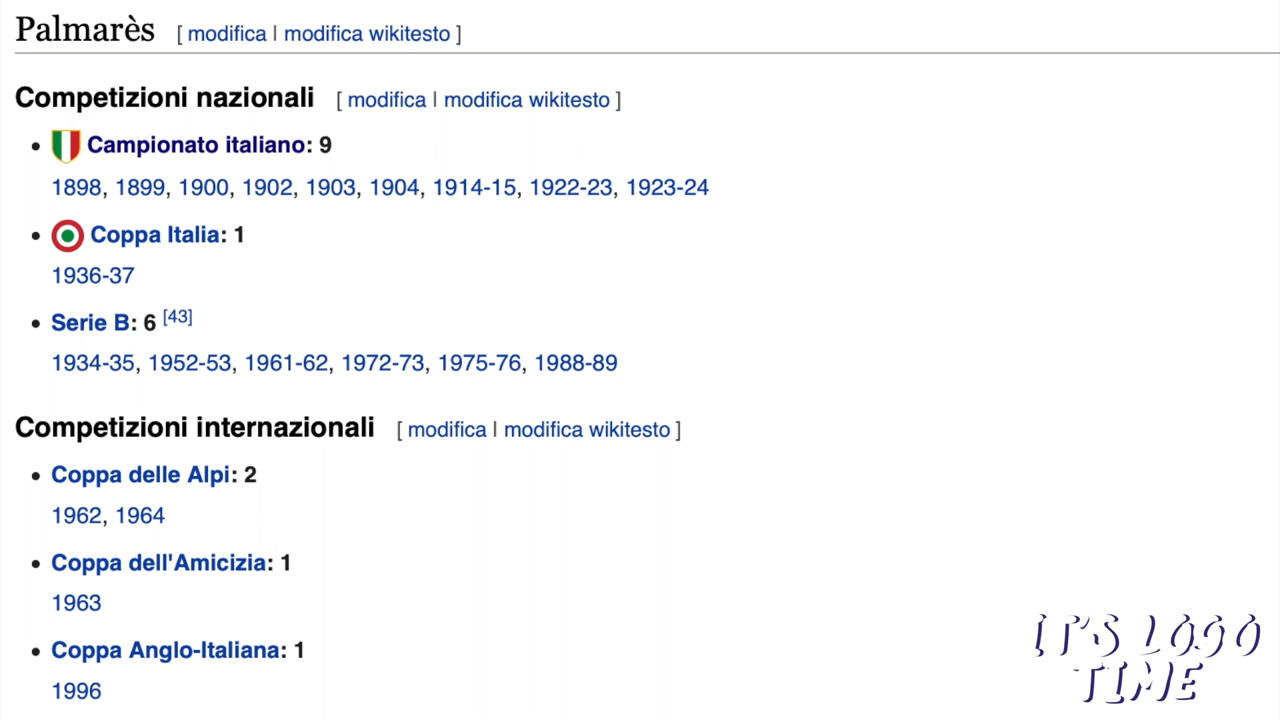 Palmarès [ modifica | modifica wikitesto ]
Competizioni nazionali [ modifica | modifica wikitesto ]
• Campionato italiano: 9
1898, 1899, 1900, 1902, 1903, 1904, 1914-15, 1922-23, 1923-24
• Coppa Italia: 1
1936-37
• Serie B: 6 [43]
1934-35, 1952-53, 1961-62, 1972-73, 1975-76, 1988-89
Competizioni internazionali [ modifica | modifica wikitesto ]
• Coppa delle Alpi: 2
1962, 1964
• Coppa dell'Amicizia: 1
1963
• Coppa Anglo-Italiana: 1
1996
IT'S LOGO
TIME